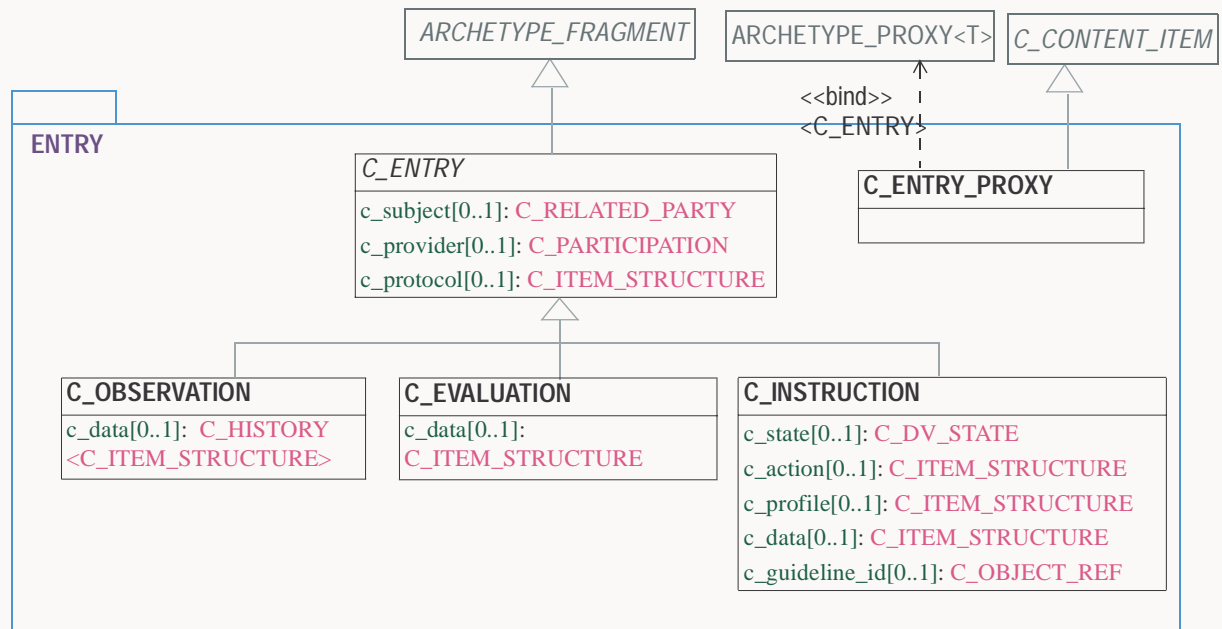 ARCHETYPE_FRAGMENT
ARCHETYPE_PROXY<T>
C_CONTENT_ITEM
<<bind>>
<C_ENTRY>
ENTRY
C_ENTRY
c_subject[0..1]: C_RELATED_PARTY
c_provider[0..1]: C_PARTICIPATION
c_protocol[0..1]: C_ITEM_STRUCTURE
C_ENTRY_PROXY
C_OBSERVATION
c_data[0..1]: C_HISTORY
<C_ITEM_STRUCTURE>
C_EVALUATION
c_data[0..1]:
C_ITEM_STRUCTURE
C_INSTRUCTION
c_state[0..1]: C_DV_STATE
c_action[0..1]: C_ITEM_STRUCTURE
c_profile[0..1]: C_ITEM_STRUCTURE
c_data[0..1]: C_ITEM_STRUCTURE
c_guideline_id[0..1]: C_OBJECT_REF